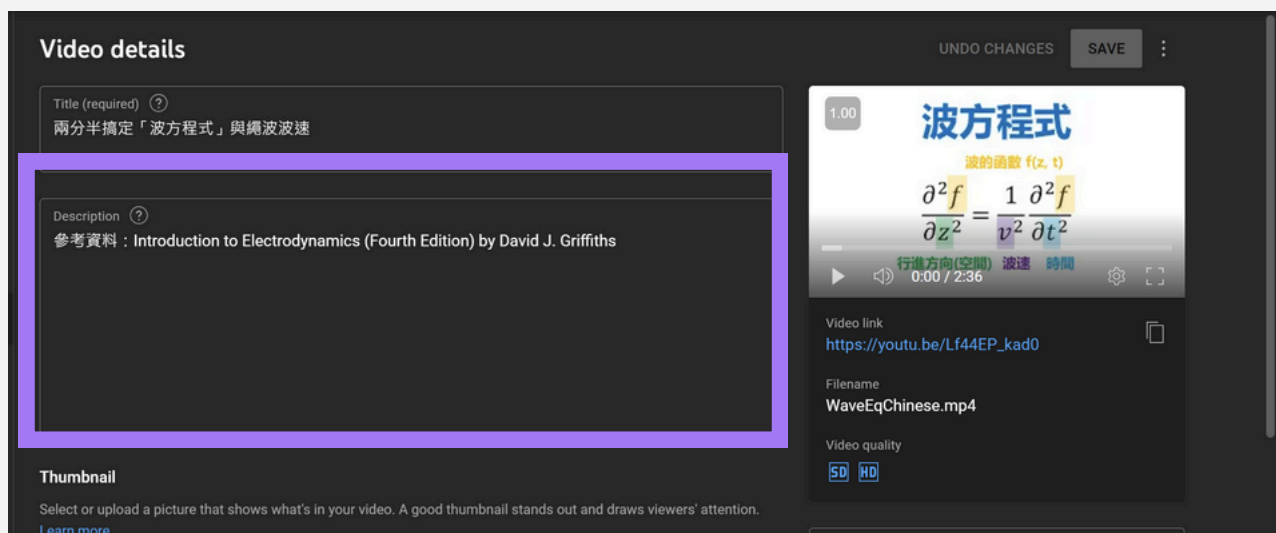 Video details
UNDO CHANGES
SAVE
Title (required) ?
兩分半搞定「波方程式」與繩波波速
Description ?
參考資料：Introduction to Electrodynamics (Fourth Edition) by David J. Griffiths
1.00
波方程式
波的函數 f(z, t)
∂²f/∂z² = 1/v² ∂²f/∂t²
行進方向(空間) 波速 時間
0:00 / 2:36
Video link
https://youtu.be/Lf44EP_kad0
Filename
WaveEqChinese.mp4
Video quality
SD HD
Thumbnail
Select or upload a picture that shows what's in your video. A good thumbnail stands out and draws viewers' attention.
Learn more